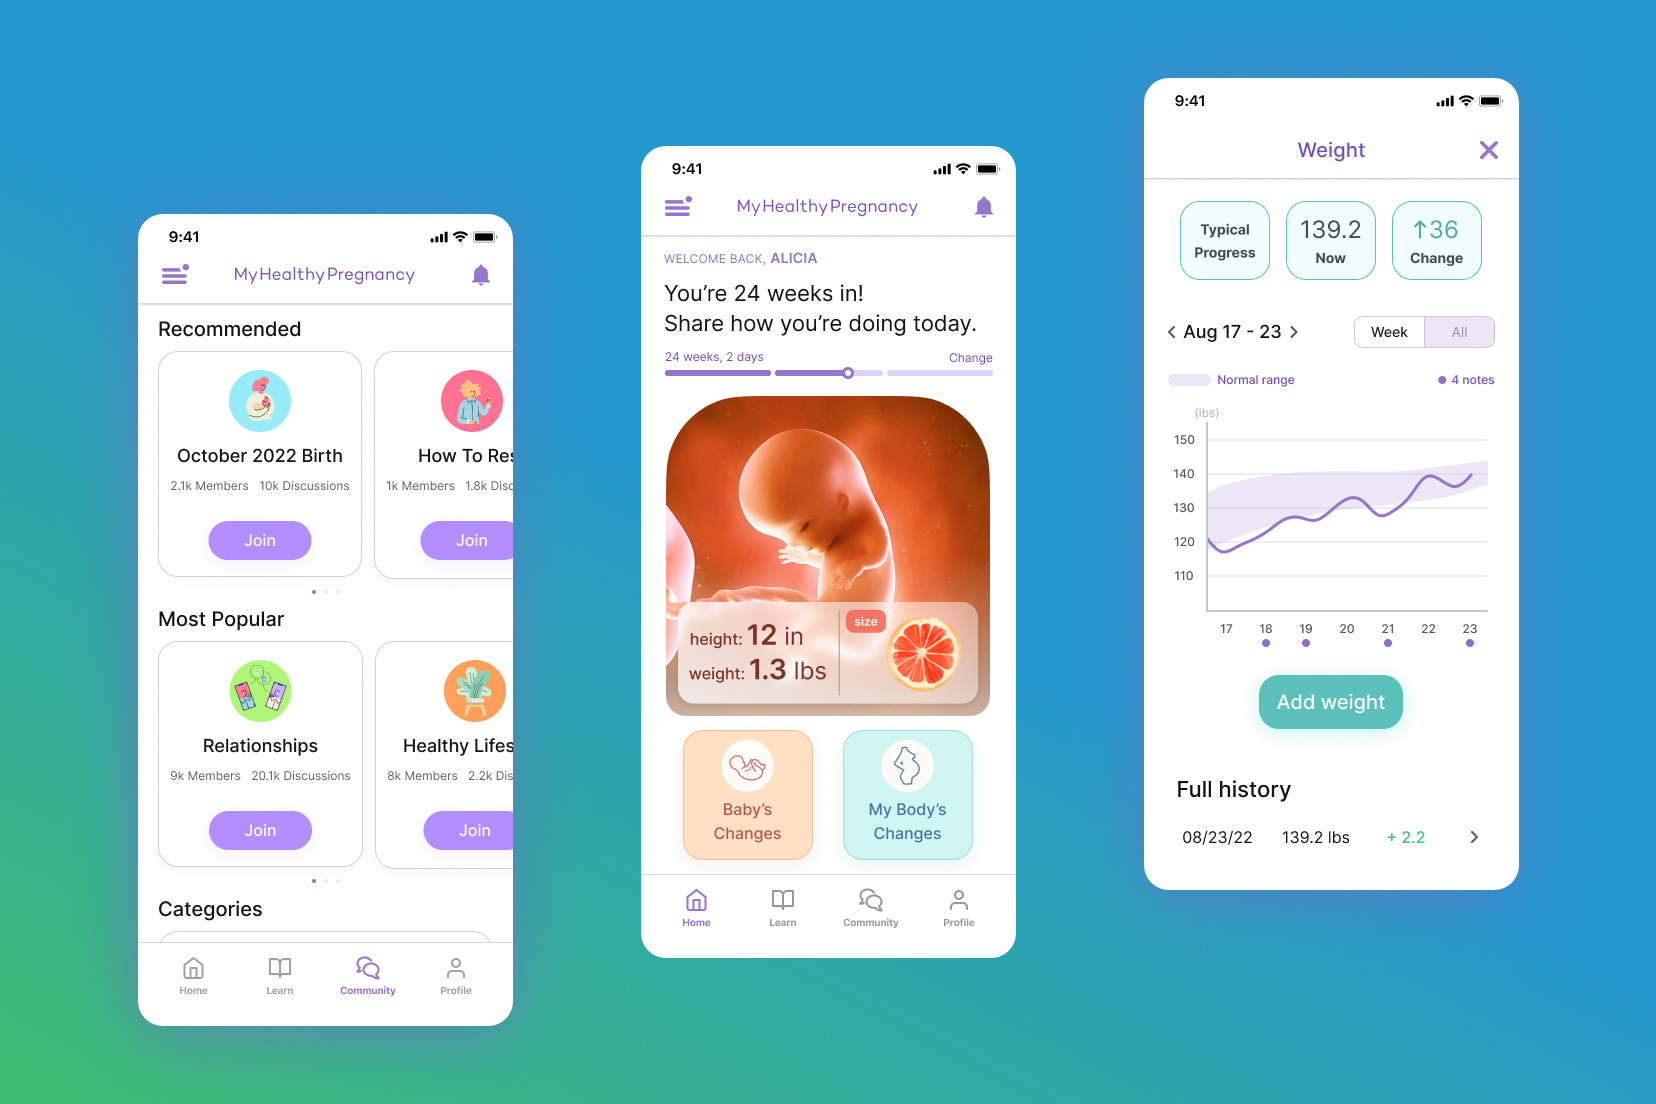 9:41
MyHealthyPregnancy
Recommended
October 2022 Birth
2.1k Members 10k Discussions
Join
How To Res
1k Members 1.8k Disc
Join
Most Popular
Relationships
9k Members 20.1k Discussions
Join
Healthy Lifes
8k Members 2.2k Dis
Join
Categories
Home Learn Community Profile
9:41
MyHealthyPregnancy
WELCOME BACK, ALICIA
You're 24 weeks in!
Share how you're doing today.
24 weeks, 2 days Change
height: 12 in
weight: 1.3 lbs
size
Baby's
Changes
My Body's
Changes
Home Learn Community Profile
9:41
Weight
Typical
Progress
139.2
Now
↑36
Change
Aug 17 - 23
Week All
Normal range 4 notes
(lbs)
150
140
130
120
110
17 18 19 20 21 22 23
Add weight
Full history
08/23/22 139.2 lbs + 2.2